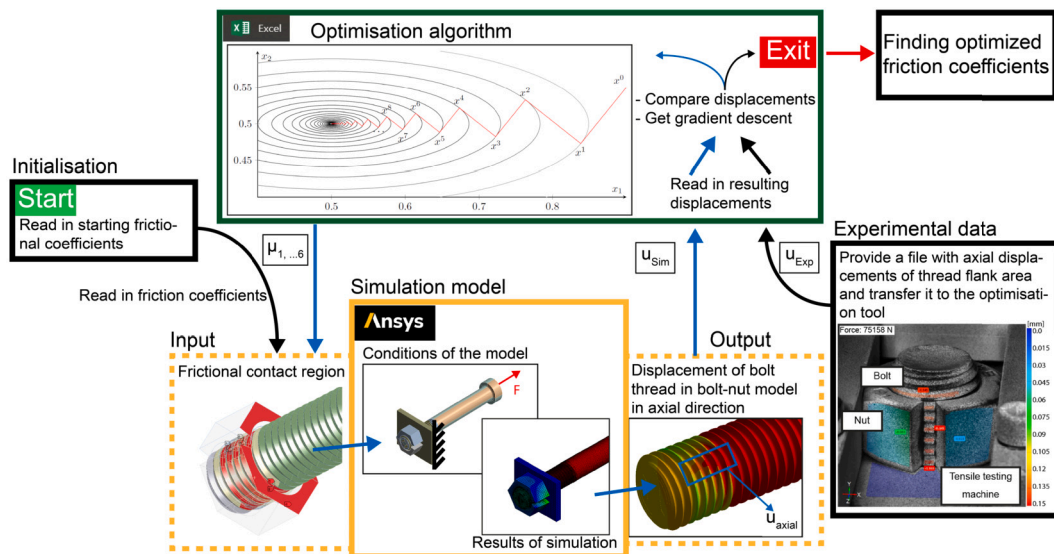 Excel
Optimisation algorithm
x₂
0.55
0.5
0.45
x⁰
x²
x⁴
x⁶
x⁸
x⁷
x⁵
x³
x¹
x₁
0.5
0.6
0.7
0.8
Exit
- Compare displacements
- Get gradient descent
Read in resulting
displacements
Finding optimized
friction coefficients
Initialisation
Start
Read in starting frictio-
nal coefficients
Read in friction coefficients
μ1, ...6
uSim
uExp
Experimental data
Provide a file with axial displa-
cements of thread flank area
and transfer it to the optimisati-
on tool
Force: 75158 N
[mm]
0.0
0.015
0.03
0.045
0.06
0.075
0.09
0.105
0.12
0.135
0.15
Bolt
Nut
Tensile testing
machine
Y
X
Z
Input
Frictional contact region
Simulation model
Ansys
Conditions of the model
F
Results of simulation
Output
Displacement of bolt
thread in bolt-nut model
in axial direction
uaxial